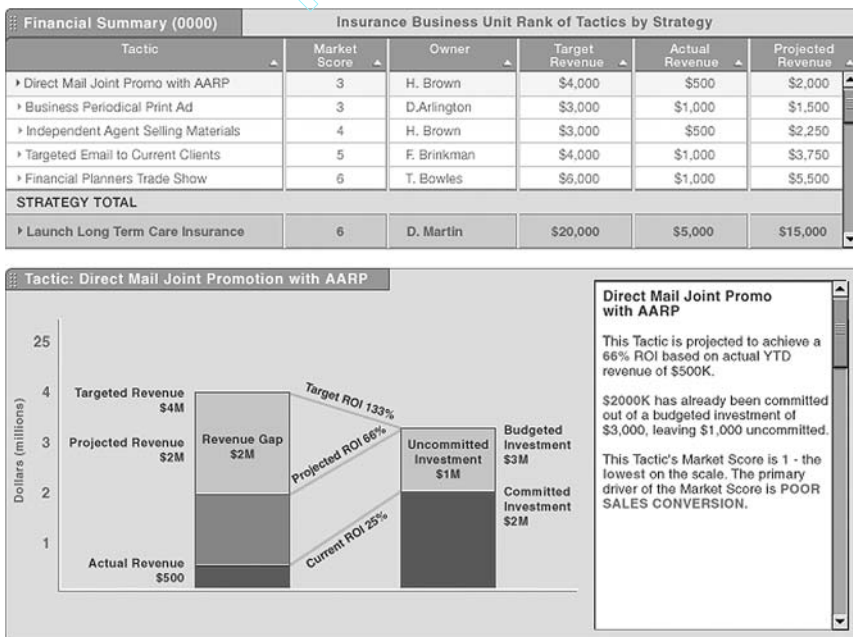 Financial Summary (0000)
Insurance Business Unit Rank of Tactics by Strategy
Tactic Market Score Owner Target Revenue Actual Revenue Projected Revenue
Direct Mail Joint Promo with AARP 3 H. Brown $4,000 $500 $2,000
Business Periodical Print Ad 3 D.Arlington $3,000 $1,000 $1,500
Independent Agent Selling Materials 4 H. Brown $3,000 $500 $2,250
Targeted Email to Current Clients 5 F. Brinkman $4,000 $1,000 $3,750
Financial Planners Trade Show 6 T. Bowles $6,000 $1,000 $5,500
STRATEGY TOTAL
Launch Long Term Care Insurance 6 D. Martin $20,000 $5,000 $15,000
Tactic: Direct Mail Joint Promotion with AARP
Dollars (millions)
25
4
3
2
1
Targeted Revenue
$4M
Projected Revenue
$2M
Actual Revenue
$500
Revenue Gap
$2M
Target ROI 133%
Projected ROI 66%
Current ROI 25%
Uncommitted
Investment
$1M
Budgeted
Investment
$3M
Committed
Investment
$2M
Direct Mail Joint Promo
with AARP
This Tactic is projected to achieve a
66% ROI based on actual YTD
revenue of $500K.
$2000K has already been committed
out of a budgeted investment of
$3,000, leaving $1,000 uncommitted.
This Tactic's Market Score is 1 - the
lowest on the scale. The primary
driver of the Market Score is POOR
SALES CONVERSION.